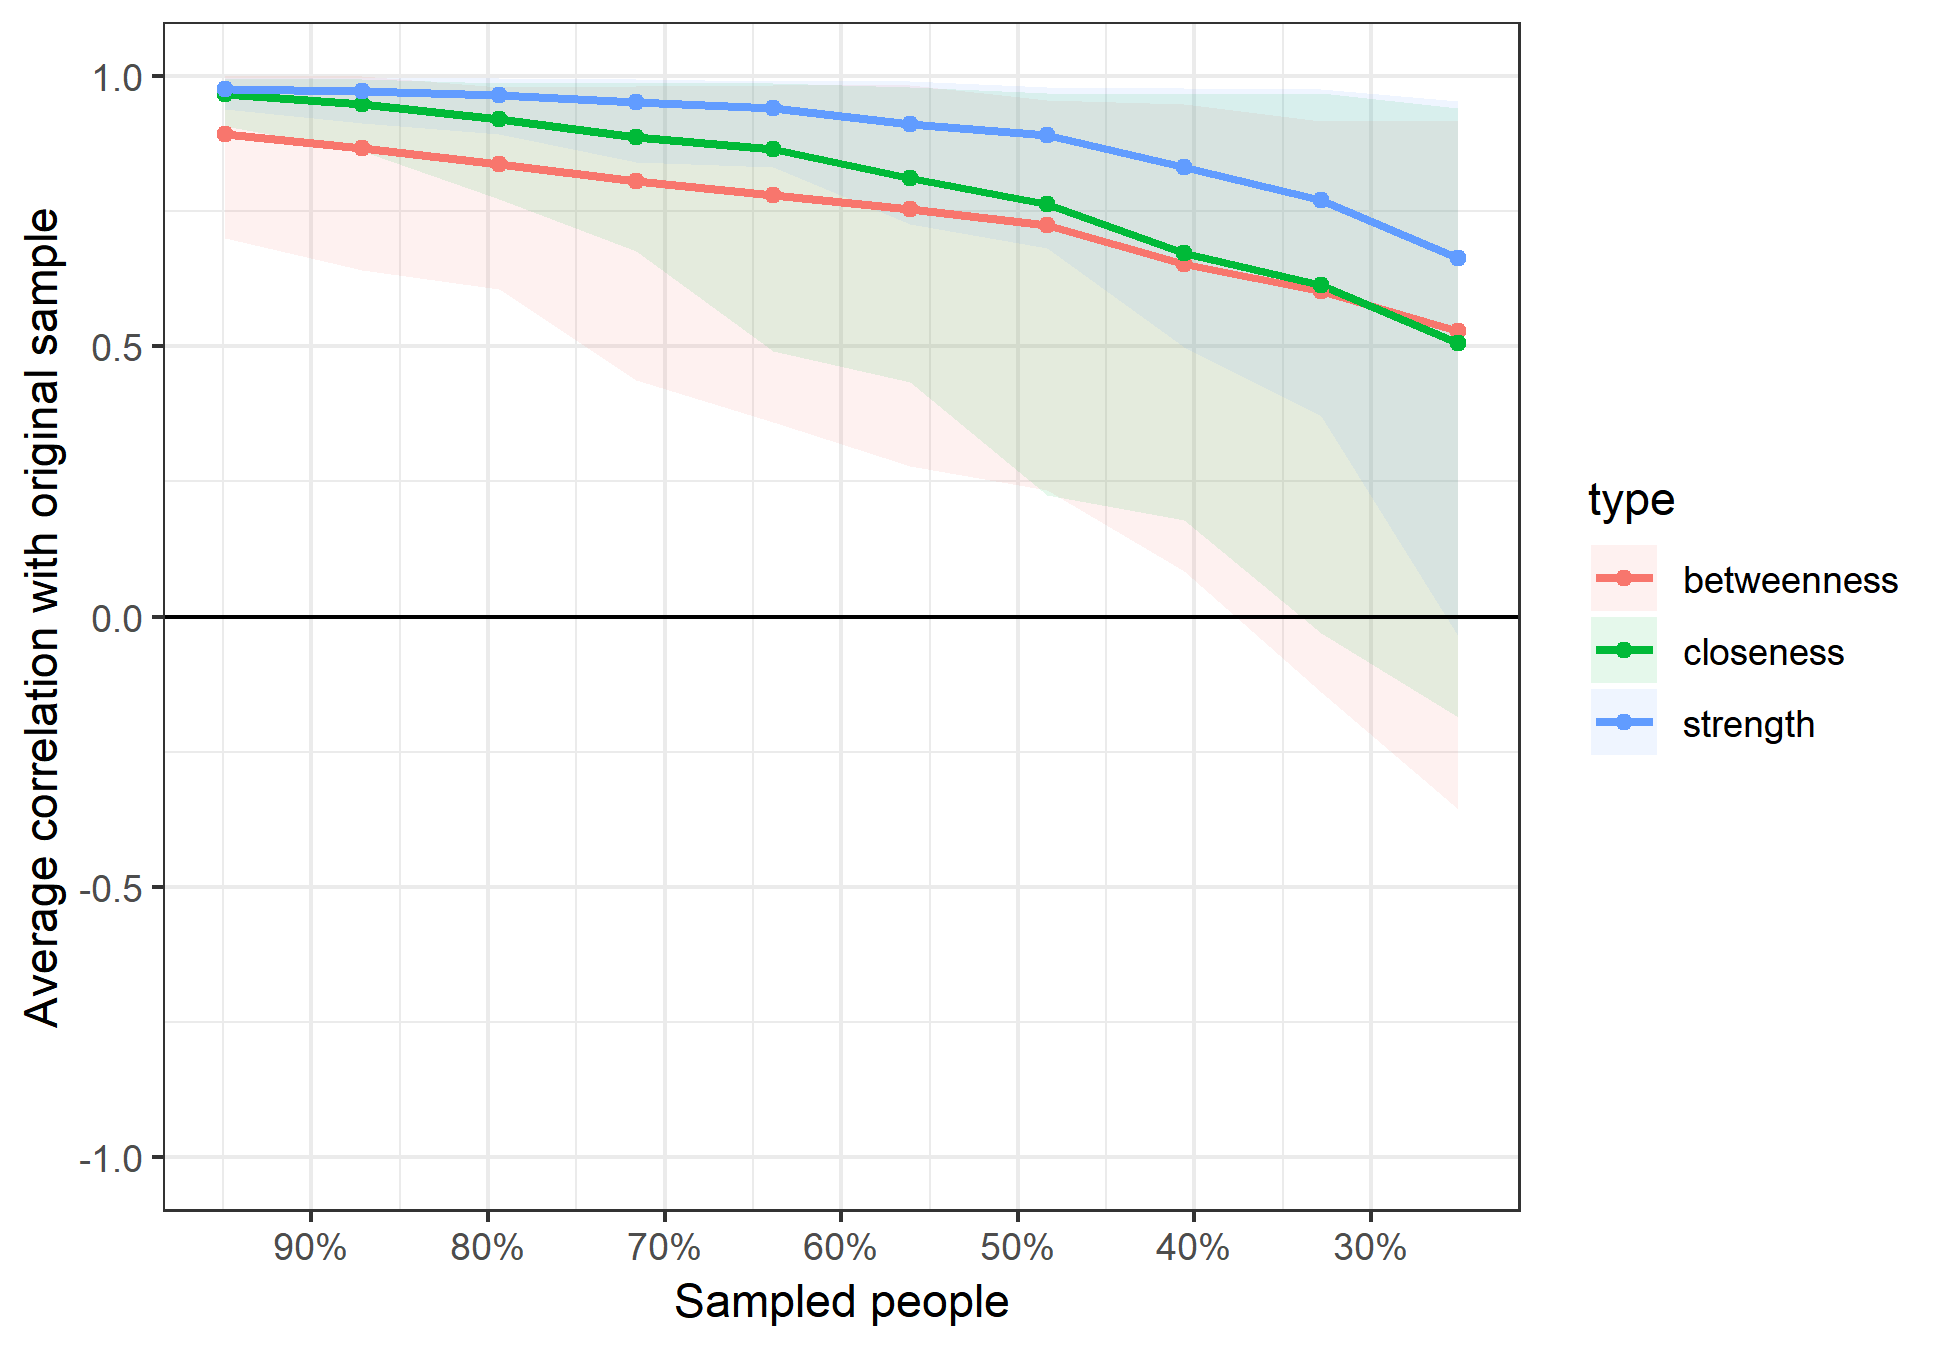 Average correlation with original sample
1.0
0.5
0.0
-0.5
-1.0
90% 80% 70% 60% 50% 40% 30%
Sampled people
type
betweenness
closeness
strength